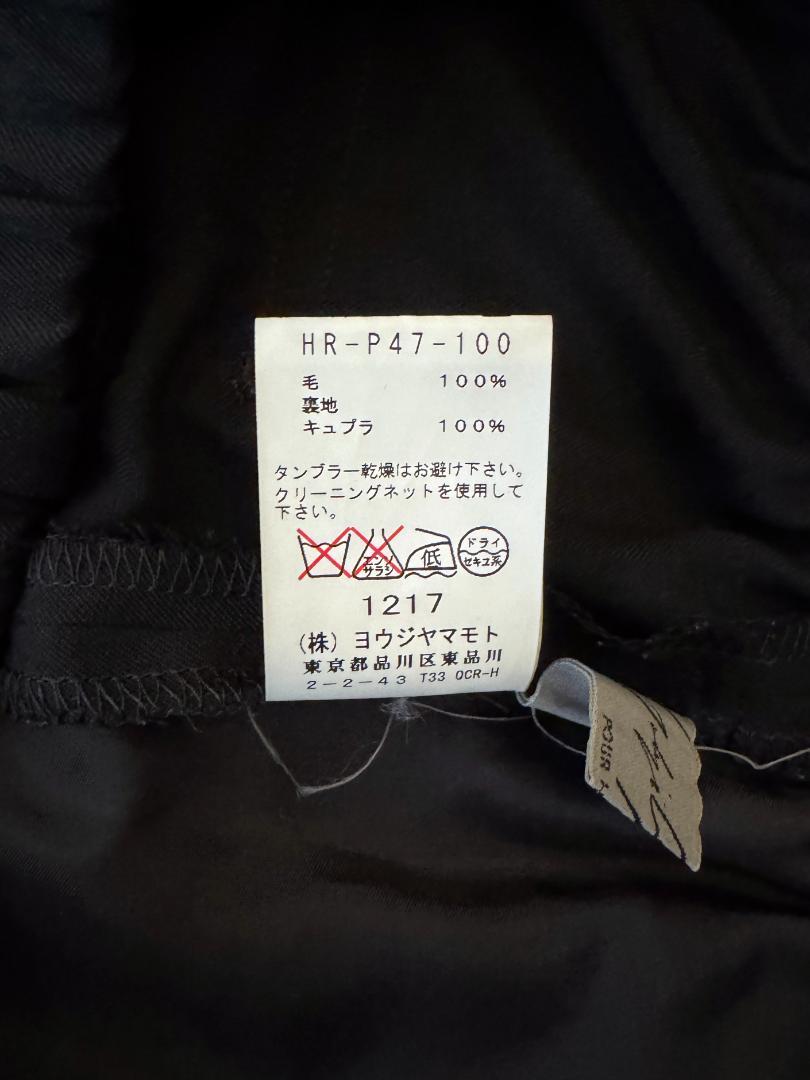 HR-P47-100
毛 100%
裏地
キュプラ 100%
タンブラー乾燥はお避け下さい。
クリーニングネットを使用して
下さい。
エンソ
サラシ
低
ドライ
セキユ系
1217
(株)ヨウジヤマモト
東京都品川区東品川
2-2-43 T33 OCR-H
POUR